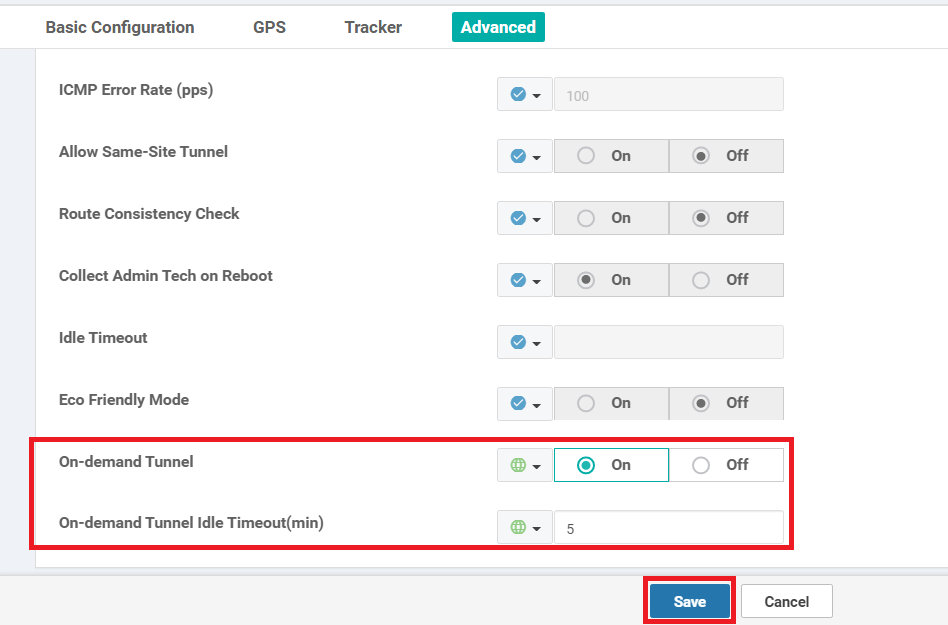 Basic Configuration GPS Tracker Advanced
ICMP Error Rate (pps) 100
Allow Same-Site Tunnel On Off
Route Consistency Check On Off
Collect Admin Tech on Reboot On Off
Idle Timeout
Eco Friendly Mode On Off
On-demand Tunnel On Off
On-demand Tunnel Idle Timeout(min) 5
Save Cancel